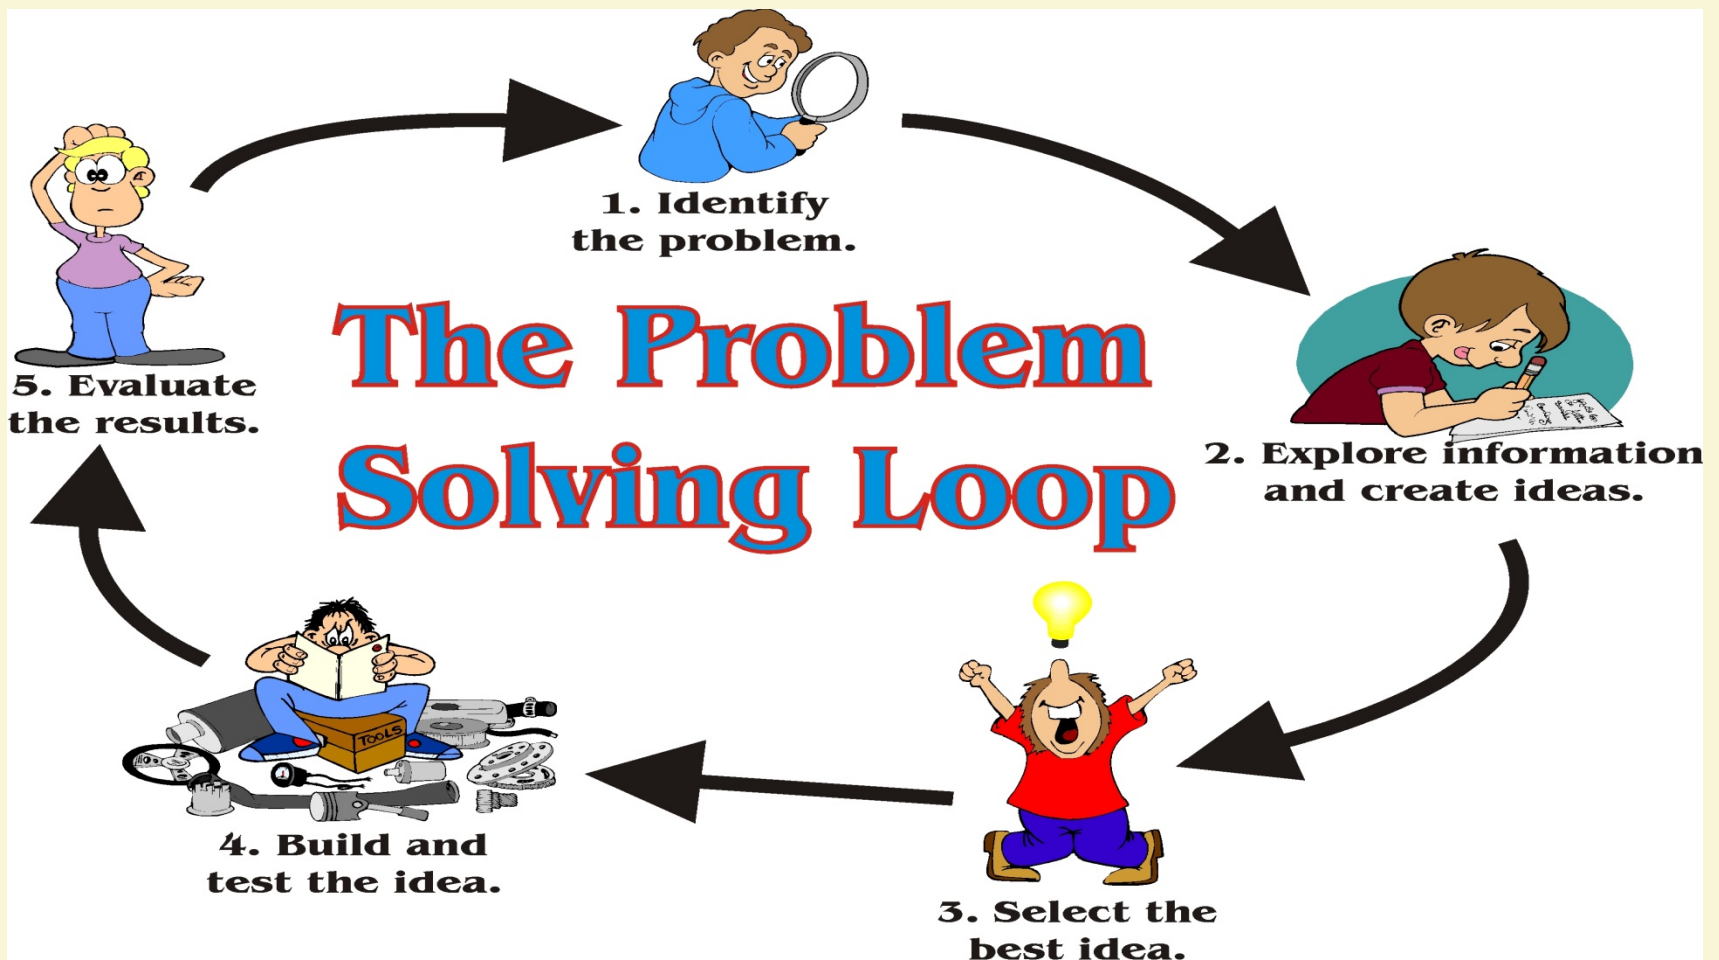 The Problem
Solving Loop
1. Identify
the problem.
2. Explore information
and create ideas.
3. Select the
best idea.
4. Build and
test the idea.
TOOLS
5. Evaluate
the results.